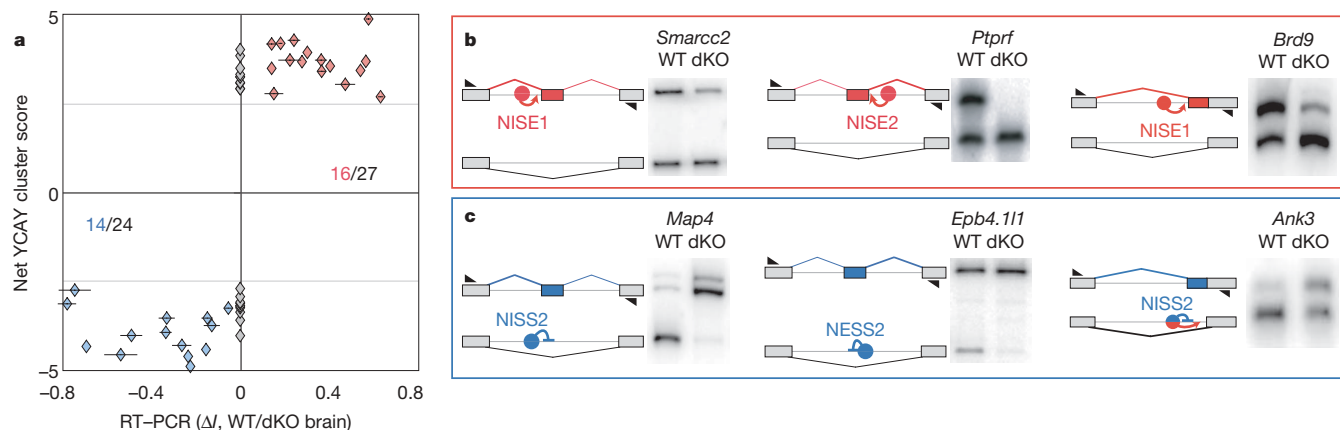 a
Net YCAY cluster score
5
0
−5
16/27
14/24
−0.8
−0.4
0
0.4
0.8
RT–PCR (ΔI, WT/dKO brain)
b
Smarcc2
WT dKO
NISE1
Ptprf
WT dKO
NISE2
Brd9
WT dKO
NISE1
c
Map4
WT dKO
NISS2
Epb4.1l1
WT dKO
NESS2
Ank3
WT dKO
NISS2